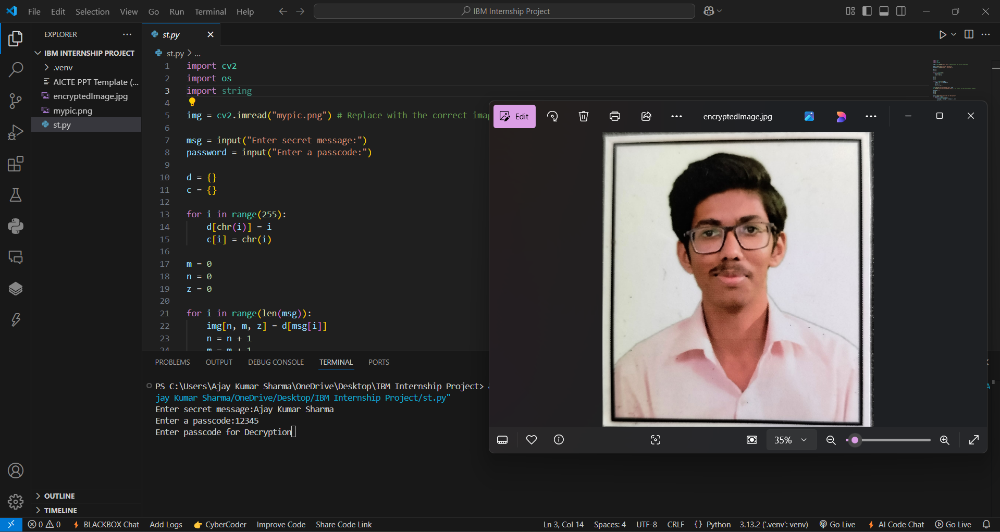 File Edit Selection View Go Run Terminal Help
IBM Internship Project
EXPLORER
IBM INTERNSHIP PROJECT
.venv
AICTE PPT Template (...
encryptedImage.jpg
mypic.png
st.py
st.py
st.py > ...
1 import cv2
2 import os
3 import string
4
5 img = cv2.imread("mypic.png") # Replace with the correct
6
7 msg = input("Enter secret message:")
8 password = input("Enter a passcode:")
9
10 d = {}
11 c = {}
12
13 for i in range(255):
14 d[chr(i)] = i
15 c[i] = chr(i)
16
17 m = 0
18 n = 0
19 z = 0
20
21 for i in range(len(msg)):
22 img[n, m, z] = d[msg[i]]
23 n = n + 1
24 m = m + 1
Edit
encryptedImage.jpg
35%
PROBLEMS OUTPUT DEBUG CONSOLE TERMINAL PORTS
PS C:\Users\Ajay Kumar Sharma\OneDrive\Desktop\IBM Internship Project>
jay Kumar Sharma/OneDrive/Desktop/IBM Internship Project/st.py"
Enter secret message:Ajay Kumar Sharma
Enter a passcode:12345
Enter passcode for Decryption
OUTLINE
TIMELINE
0 0 BLACKBOX Chat Add Logs CyberCoder Improve Code Share Code Link Ln 3, Col 14 Spaces: 4 UTF-8 CRLF {} Python 3.13.2 ('.venv': venv) Go Live AI Code Chat Go Live